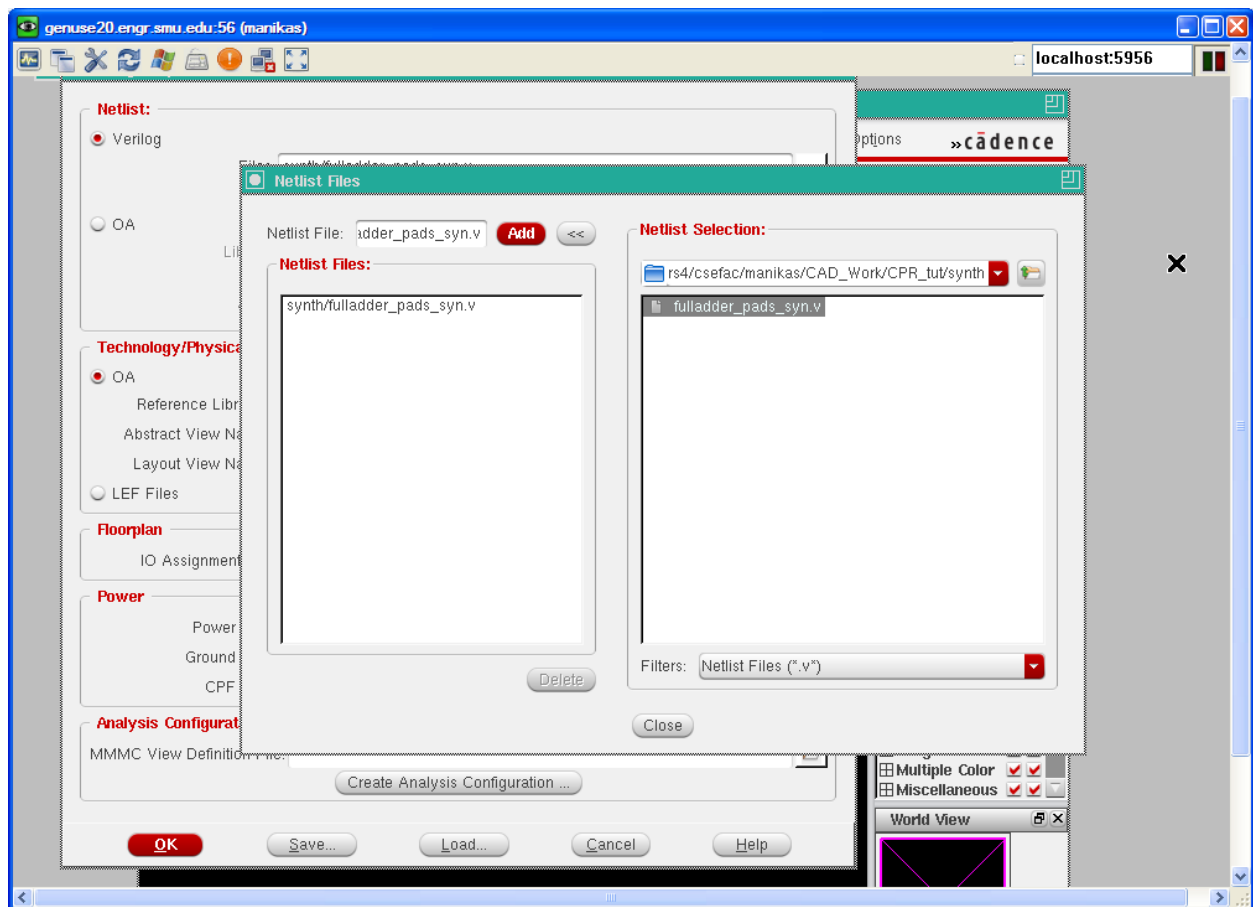 genuse20.engr.smu.edu:56 (manikas)
localhost:5956
Netlist:
Verilog
ptions
cādence
Netlist Files
OA
Netlist File: adder_pads_syn.v Add <<
Netlist Selection:
Netlist Files:
rs4/csefac/manikas/CAD_Work/CPR_tut/synth
synth/fulladder_pads_syn.v
fulladder_pads_syn.v
Technology/Physica
OA
Reference Libr
Abstract View Na
Layout View Na
LEF Files
Floorplan
IO Assignment
Power
Power
Ground
CPF
Filters: Netlist Files (*.v*)
Delete
Close
Analysis Configurat
MMMC View Definition File:
Create Analysis Configuration ...
Multiple Color
Miscellaneous
World View
OK Save... Load... Cancel Help